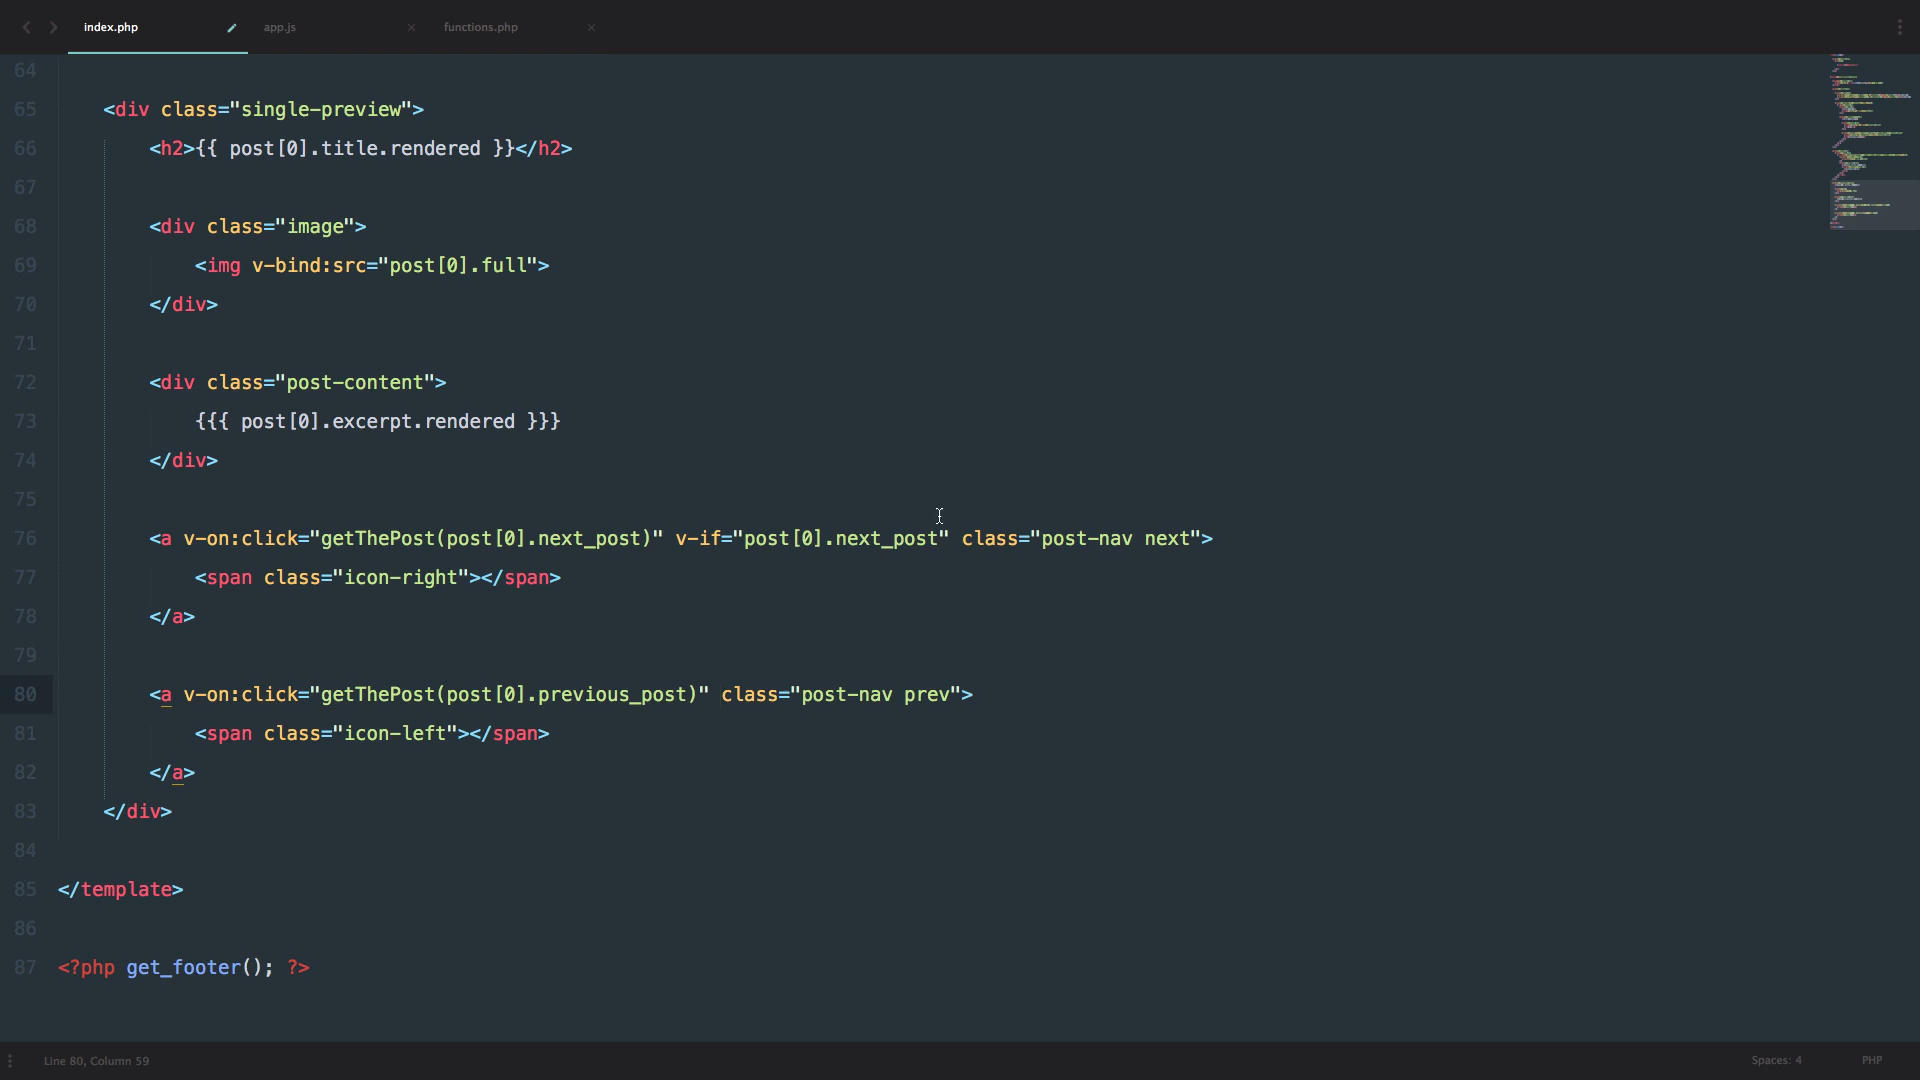 index.php app.js functions.php
64
65 <div class="single-preview">
66 <h2>{{ post[0].title.rendered }}</h2>
67
68 <div class="image">
69 <img v-bind:src="post[0].full">
70 </div>
71
72 <div class="post-content">
73 {{{ post[0].excerpt.rendered }}}
74 </div>
75
76 <a v-on:click="getThePost(post[0].next_post)" v-if="post[0].next_post" class="post-nav next">
77 <span class="icon-right"></span>
78 </a>
79
80 <a v-on:click="getThePost(post[0].previous_post)" class="post-nav prev">
81 <span class="icon-left"></span>
82 </a>
83 </div>
84
85 </template>
86
87 <?php get_footer(); ?>
Line 80, Column 59 Spaces: 4 PHP